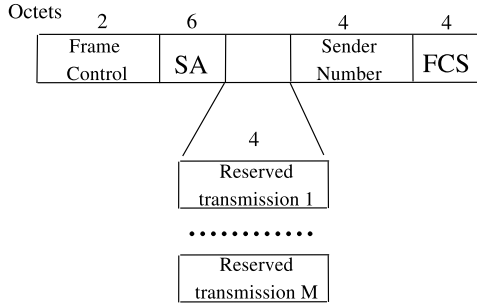 Octets
2 6 4 4
Frame Control SA Sender Number FCS
4
Reserved
transmission 1
Reserved
transmission M